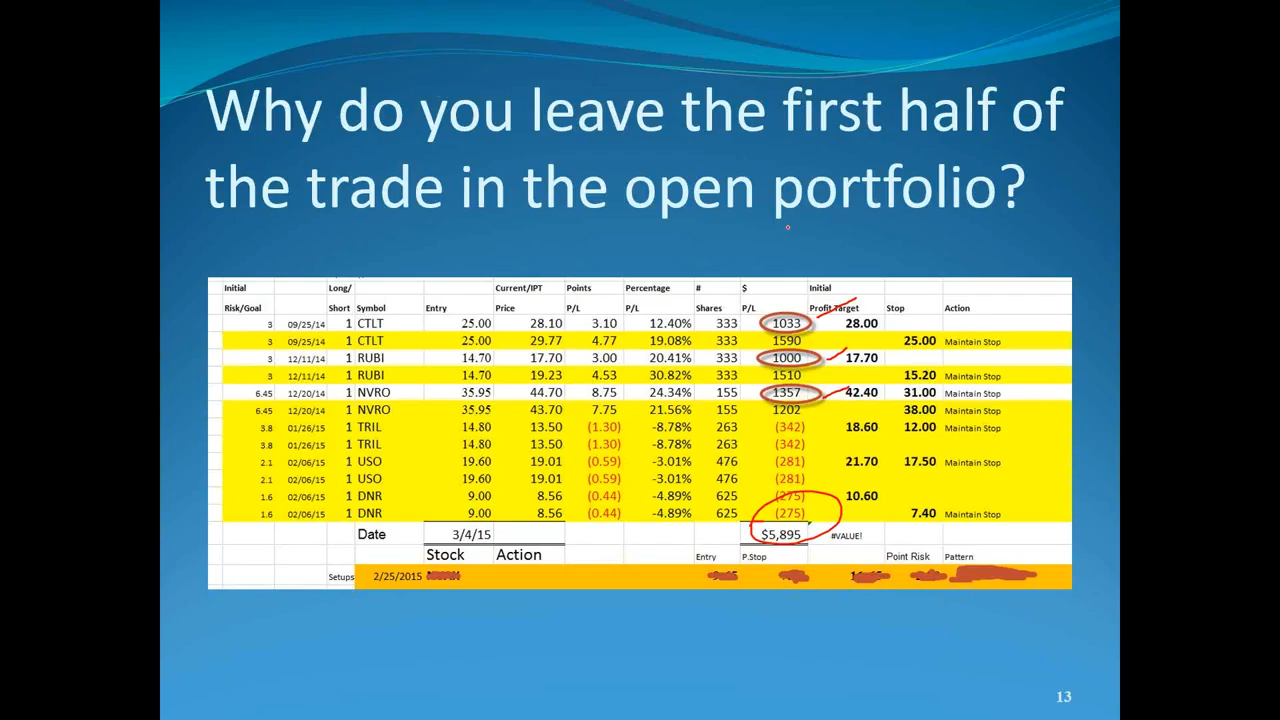 Why do you leave the first half of
the trade in the open portfolio?
Initial Long/ Current/IPT Points Percentage # $ Initial
Risk/Goal Short Symbol Entry Price P/L P/L Shares P/L Profit Target Stop Action
3 09/25/14 1 CTLT 25.00 28.10 3.10 12.40% 333 1033 28.00
3 09/25/14 1 CTLT 25.00 29.77 4.77 19.08% 333 1590 25.00 Maintain Stop
3 12/11/14 1 RUBI 14.70 17.70 3.00 20.41% 333 1000 17.70
3 12/11/14 1 RUBI 14.70 19.23 4.53 30.82% 333 1510 15.20 Maintain Stop
6.45 12/20/14 1 NVRO 35.95 44.70 8.75 24.34% 155 1357 42.40 31.00 Maintain Stop
6.45 12/20/14 1 NVRO 35.95 43.70 7.75 21.56% 155 1202 38.00 Maintain Stop
3.8 01/26/15 1 TRIL 14.80 13.50 (1.30) -8.78% 263 (342) 18.60 12.00 Maintain Stop
3.8 01/26/15 1 TRIL 14.80 13.50 (1.30) -8.78% 263 (342)
2.1 02/06/15 1 USO 19.60 19.01 (0.59) -3.01% 476 (281) 21.70 17.50 Maintain Stop
2.1 02/06/15 1 USO 19.60 19.01 (0.59) -3.01% 476 (281)
1.6 02/06/15 1 DNR 9.00 8.56 (0.44) -4.89% 625 (275) 10.60
1.6 02/06/15 1 DNR 9.00 8.56 (0.44) -4.89% 625 (275) 7.40 Maintain Stop
Date 3/4/15 $5,895 #VALUE!
Stock Action Entry P.Stop Point Risk Pattern
Setups 2/25/2015
13